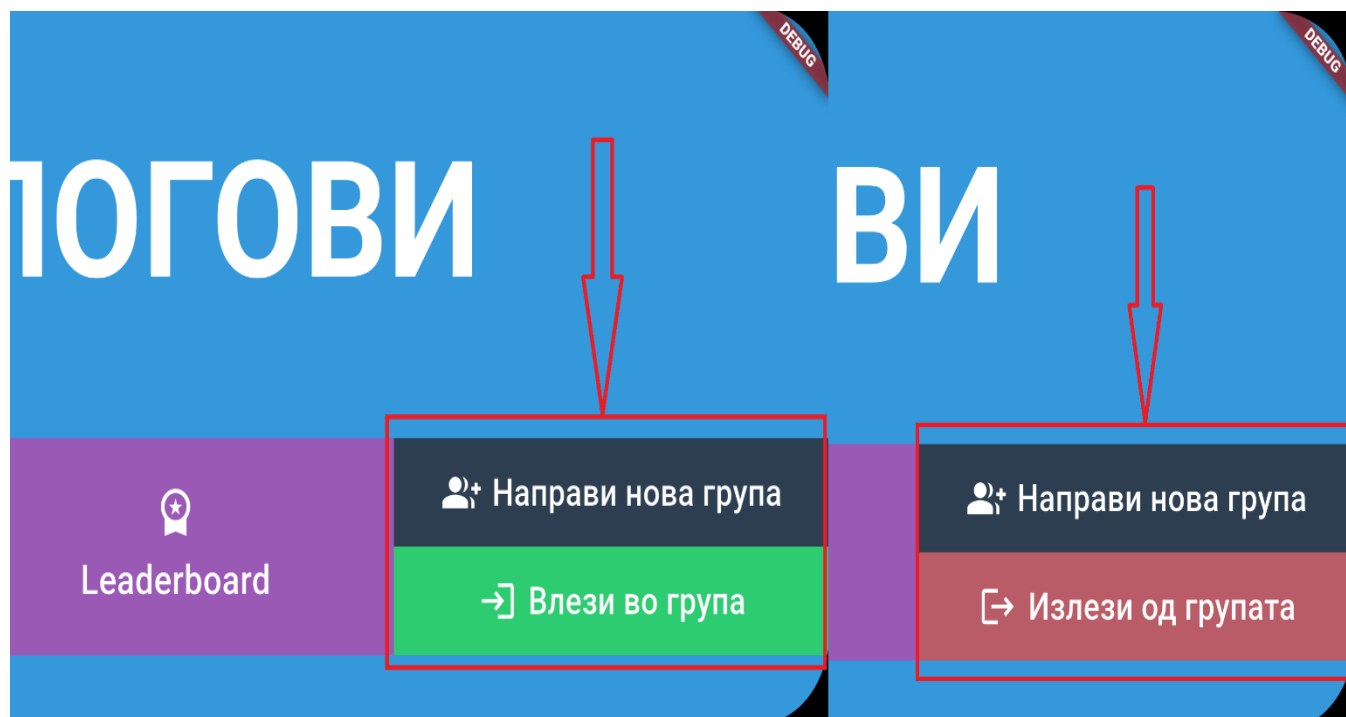 DEBUG
ЛОГОВИ
Направи нова група
Leaderboard
Влези во група
DEBUG
ВИ
Направи нова група
Излези од групата